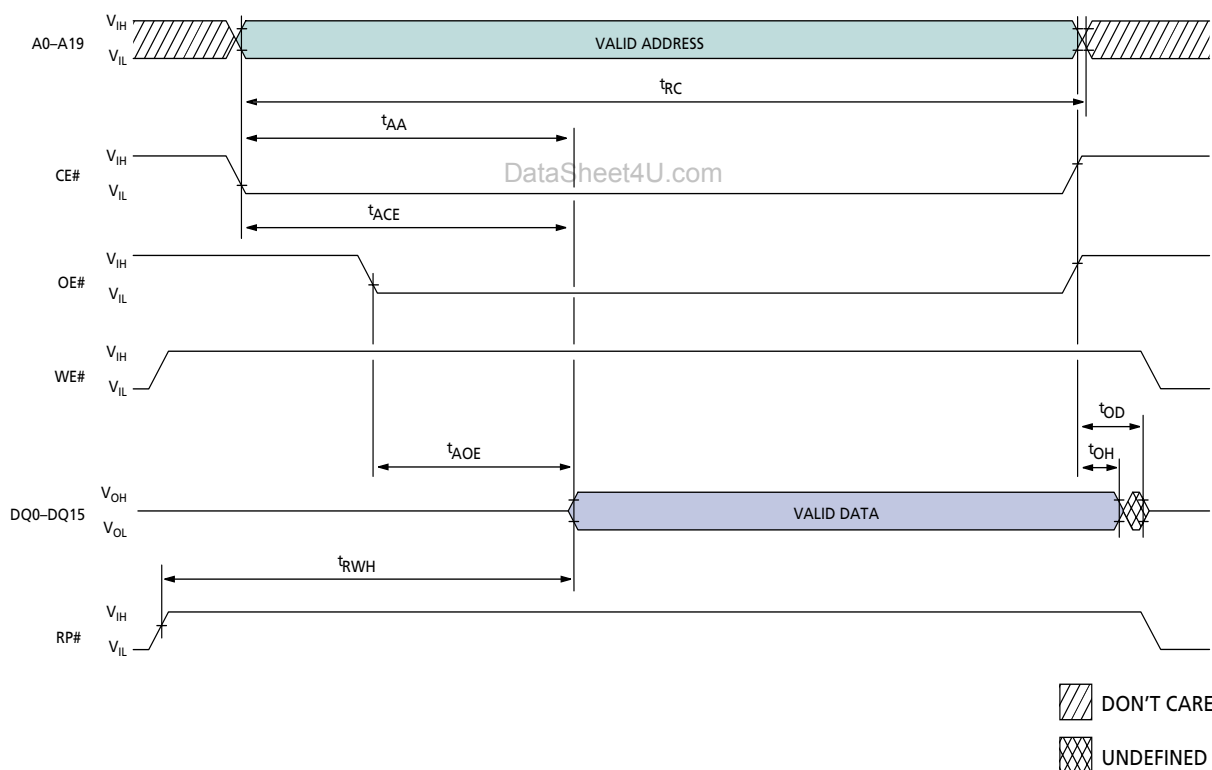 A0–A19
VIH
VIL
VALID ADDRESS
tRC
tAA
CE#
VIH
VIL
DataSheet4U.com
tACE
OE#
VIH
VIL
WE#
VIH
VIL
tOD
tAOE
tOH
DQ0–DQ15
VOH
VOL
VALID DATA
tRWH
RP#
VIH
VIL
DON'T CARE
UNDEFINED